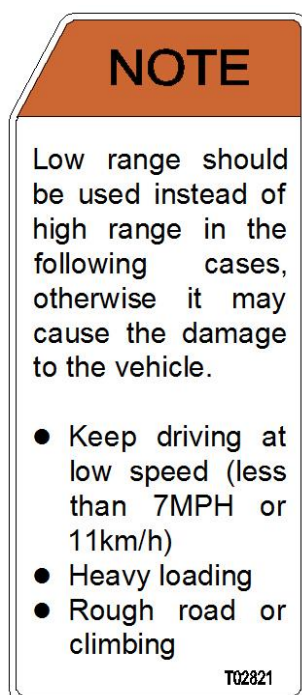 NOTE
Low range should
be used instead of
high range in the
following cases,
otherwise it may
cause the damage
to the vehicle.
● Keep driving at
low speed (less
than 7MPH or
11km/h)
● Heavy loading
● Rough road or
climbing
T02821